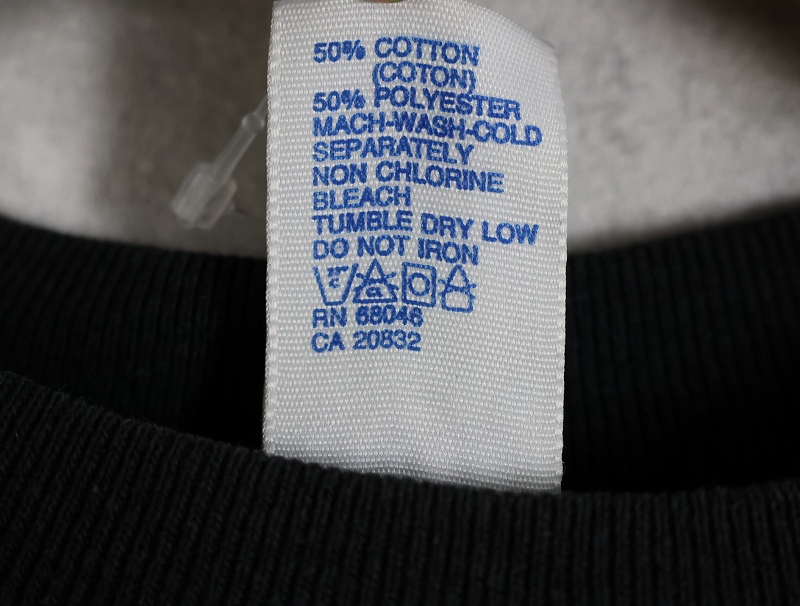 50% COTTON
(COTON)
50% POLYESTER
MACH-WASH-COLD
SEPARATELY
NON CHLORINE
BLEACH
TUMBLE DRY LOW
DO NOT IRON
RN 68046
CA 20832